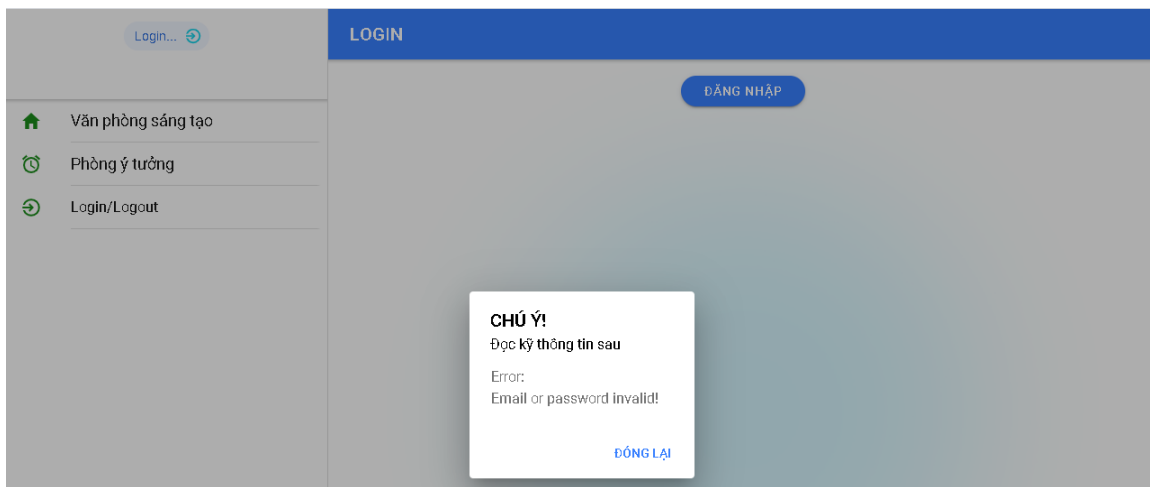 Login...
LOGIN
ĐĂNG NHẬP
Văn phòng sáng tạo
Phòng ý tưởng
Login/Logout
CHÚ Ý!
Đọc kỹ thông tin sau
Error:
Email or password invalid!
ĐÓNG LẠI